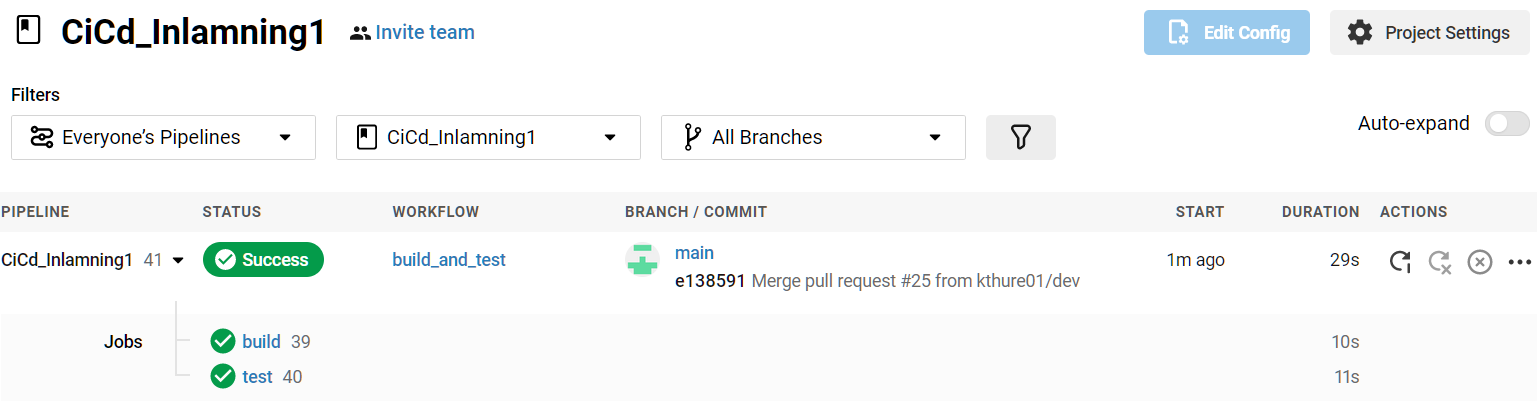 CiCd_Inlamning1 Invite team Edit Config Project Settings
Filters
Everyone's Pipelines CiCd_Inlamning1 All Branches Auto-expand
PIPELINE STATUS WORKFLOW BRANCH / COMMIT START DURATION ACTIONS
CiCd_Inlamning1 41 Success build_and_test main 1m ago 29s
e138591 Merge pull request #25 from kthure01/dev
Jobs build 39 10s
test 40 11s